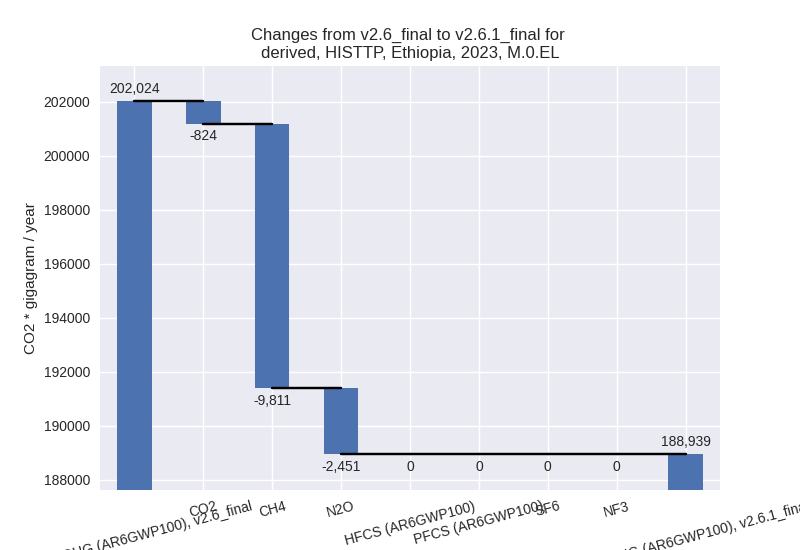 Changes from v2.6_final to v2.6.1_final for
derived, HISTTP, Ethiopia, 2023, M.0.EL
CO2 * gigagram / year
202000
200000
198000
196000
194000
192000
190000
188000
202,024
-824
-9,811
-2,451
0
0
0
0
188,939
(AR6GWP100), v2.6_final
CO2
CH4
N2O
HFCS (AR6GWP100)
PFCS (AR6GWP100)
SF6
NF3
(AR6GWP100), v2.6.1_fina